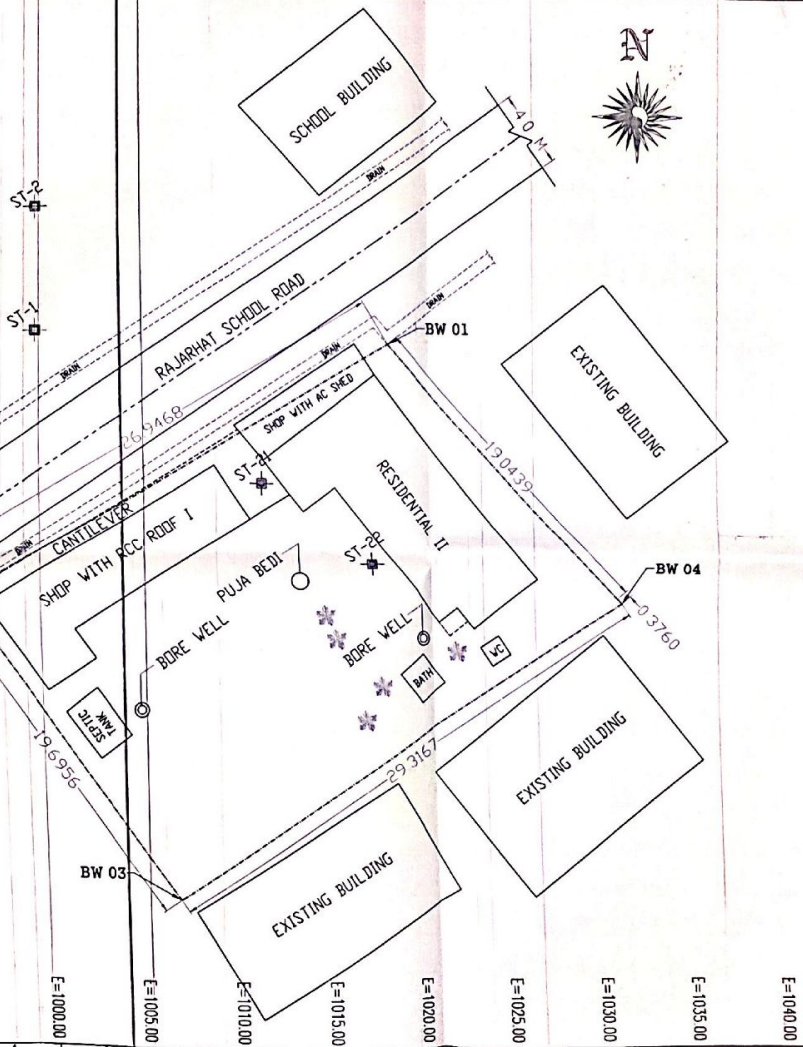 N
SCHOOL BUILDING
4.0 M
DRAIN
ST-2
ST-1
RAJARHAT SCHOOL ROAD
DRAIN
DRAIN
DRAIN
BW 01
EXISTING BUILDING
26.9468
SHOP WITH AC SHED
19.0439
ST-21
RESIDENTIAL II
CANTILEVER
DRAIN
SHOP WITH RCC ROOF I
PUJA BEDI
ST-22
BW 04
0.3760
BORE WELL
BORE WELL
WC
BATH
SEPTIC
TANK
19.6956
29.3167
EXISTING BUILDING
BW 03
EXISTING BUILDING
E=1000.00
E=1005.00
E=1010.00
E=1015.00
E=1020.00
E=1025.00
E=1030.00
E=1035.00
E=1040.00